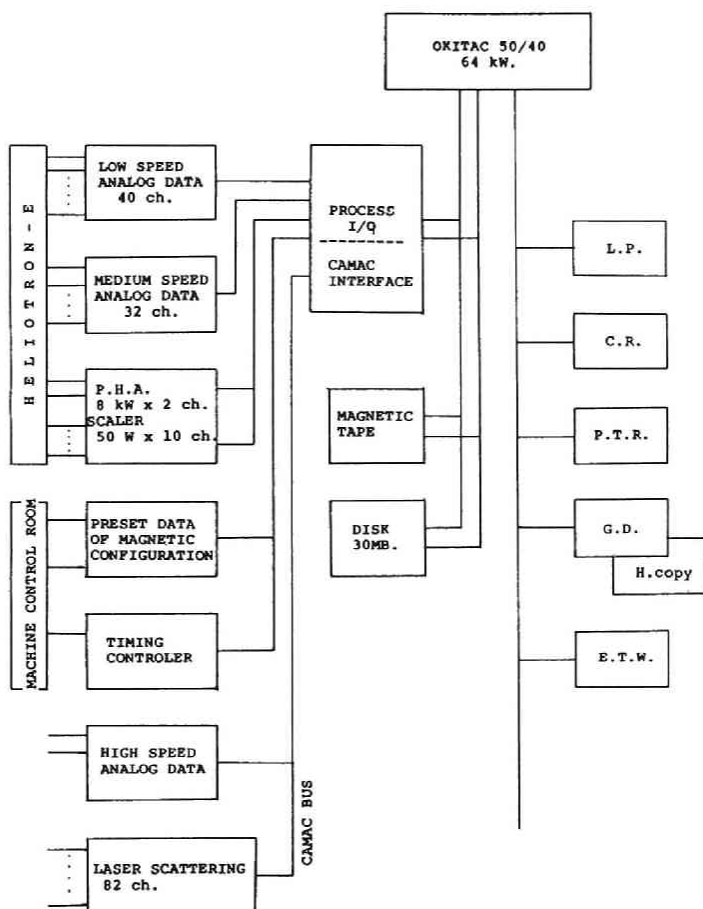 OKITAC 50/40
64 kW.
HELIOTRON-E
LOW SPEED
ANALOG DATA
40 ch.
MEDIUM SPEED
ANALOG DATA
32 ch.
P.H.A.
8 kW x 2 ch.
SCALER
50 W x 10 ch.
PROCESS
I/Q
CAMAC
INTERFACE
MAGNETIC
TAPE
DISK
30MB.
L.P.
C.R.
P.T.R.
G.D.
H.copy
E.T.W.
MACHINE CONTROL ROOM
PRESET DATA
OF MAGNETIC
CONFIGURATION
TIMING
CONTROLER
HIGH SPEED
ANALOG DATA
CAMAC BUS
LASER SCATTERING
82 ch.